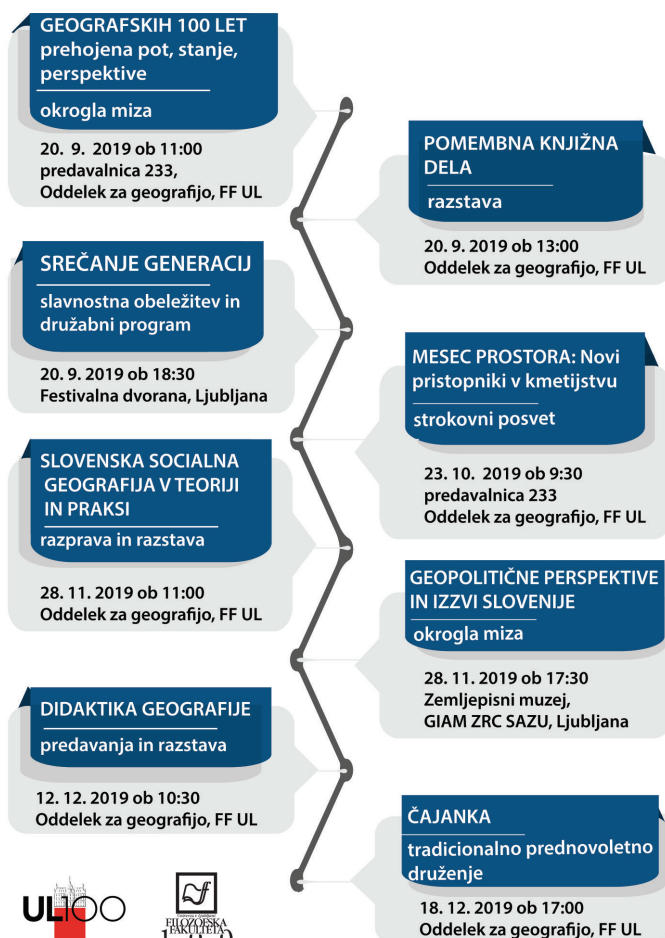 GEOGRAFSKIH 100 LET
prehojena pot, stanje,
perspektive
okrogla miza
20. 9. 2019 ob 11:00
predavalnica 233,
Oddelek za geografijo, FF UL
POMEMBNA KNJIŽNA
DELA
razstava
20. 9. 2019 ob 13:00
Oddelek za geografijo, FF UL
SREČANJE GENERACIJ
slavnostna obeležitev in
družabni program
20. 9. 2019 ob 18:30
Festivalna dvorana, Ljubljana
MESEC PROSTORA: Novi
pristopniki v kmetijstvu
strokovni posvet
23. 10. 2019 ob 9:30
predavalnica 233
Oddelek za geografijo, FF UL
SLOVENSKA SOCIALNA
GEOGRAFIJA V TEORIJI
IN PRAKSI
razprava in razstava
28. 11. 2019 ob 11:00
Oddelek za geografijo, FF UL
GEOPOLITIČNE PERSPEKTIVE
IN IZZVI SLOVENIJE
okrogla miza
28. 11. 2019 ob 17:30
Zemljepisni muzej,
GIAM ZRC SAZU, Ljubljana
DIDAKTIKA GEOGRAFIJE
predavanja in razstava
12. 12. 2019 ob 10:30
Oddelek za geografijo, FF UL
ČAJANKA
tradicionalno prednovoletno
druženje
18. 12. 2019 ob 17:00
Oddelek za geografijo, FF UL
UL100
FILOZOFSKA
FAKULTETA